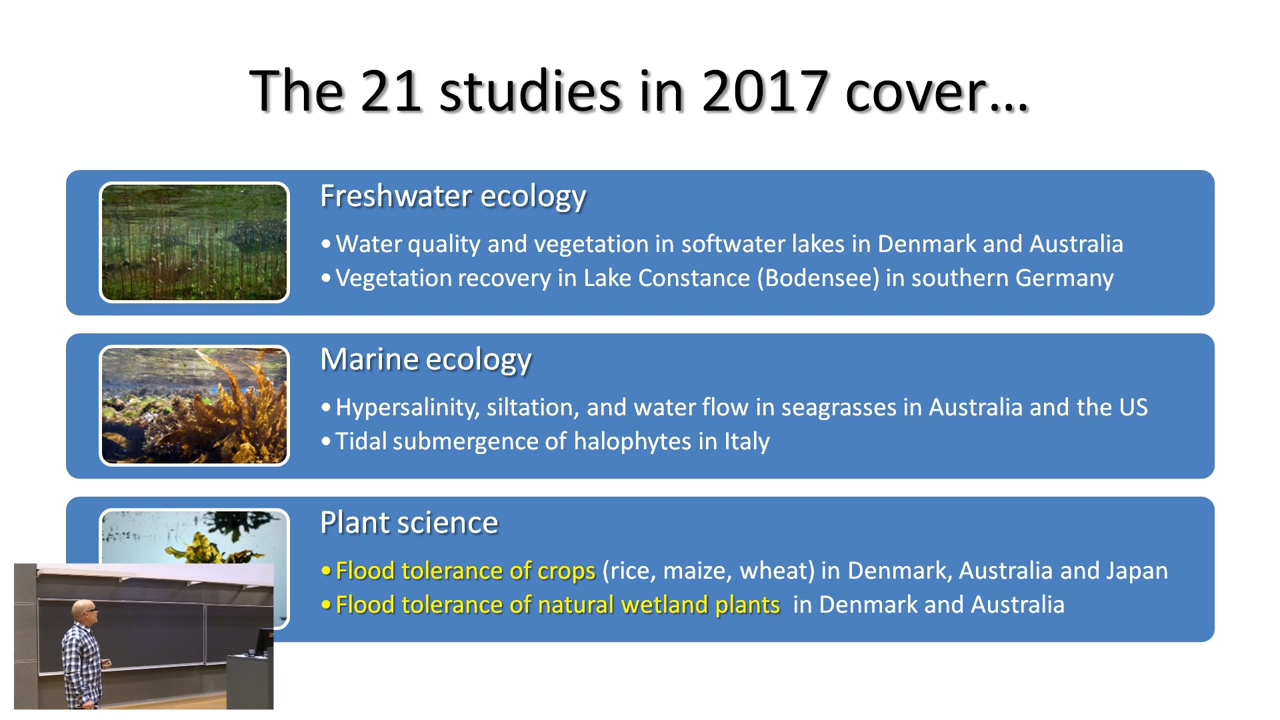 The 21 studies in 2017 cover...
Freshwater ecology
•Water quality and vegetation in softwater lakes in Denmark and Australia
•Vegetation recovery in Lake Constance (Bodensee) in southern Germany
Marine ecology
•Hypersalinity, siltation, and water flow in seagrasses in Australia and the US
•Tidal submergence of halophytes in Italy
Plant science
•Flood tolerance of crops (rice, maize, wheat) in Denmark, Australia and Japan
•Flood tolerance of natural wetland plants in Denmark and Australia